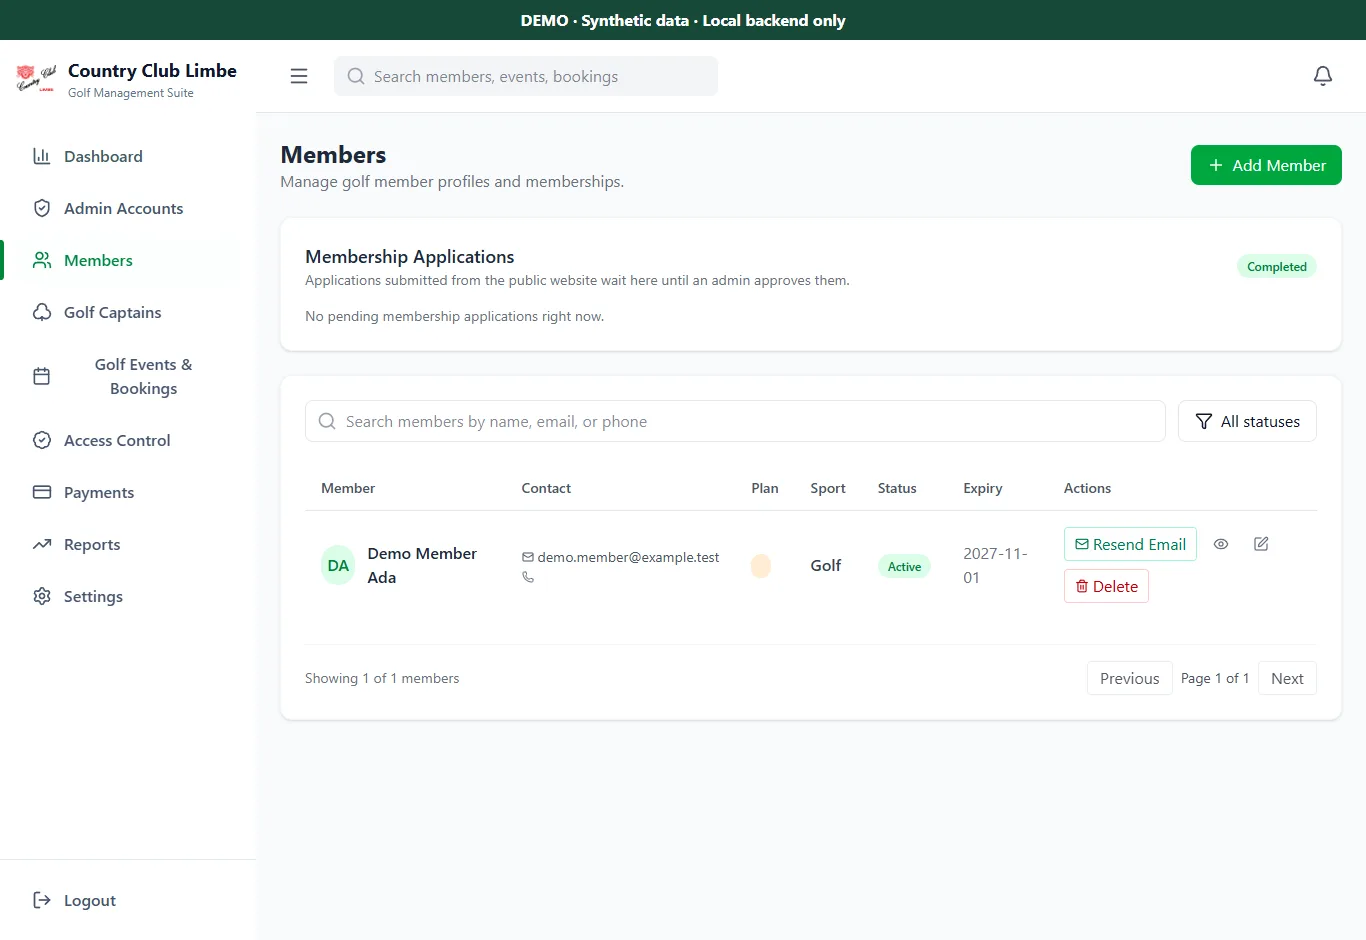 DEMO · Synthetic data · Local backend only
Country Club
LIMBE
Country Club Limbe
Golf Management Suite
Search members, events, bookings
Dashboard
Admin Accounts
Members
Golf Captains
Golf Events &
Bookings
Access Control
Payments
Reports
Settings
Logout
Members
Manage golf member profiles and memberships.
+ Add Member
Membership Applications
Applications submitted from the public website wait here until an admin approves them.
Completed
No pending membership applications right now.
Search members by name, email, or phone
All statuses
Member Contact Plan Sport Status Expiry Actions
DA
Demo Member
Ada
demo.member@example.test
Golf
Active
2027-11-
01
Resend Email
Delete
Showing 1 of 1 members
Previous Page 1 of 1 Next